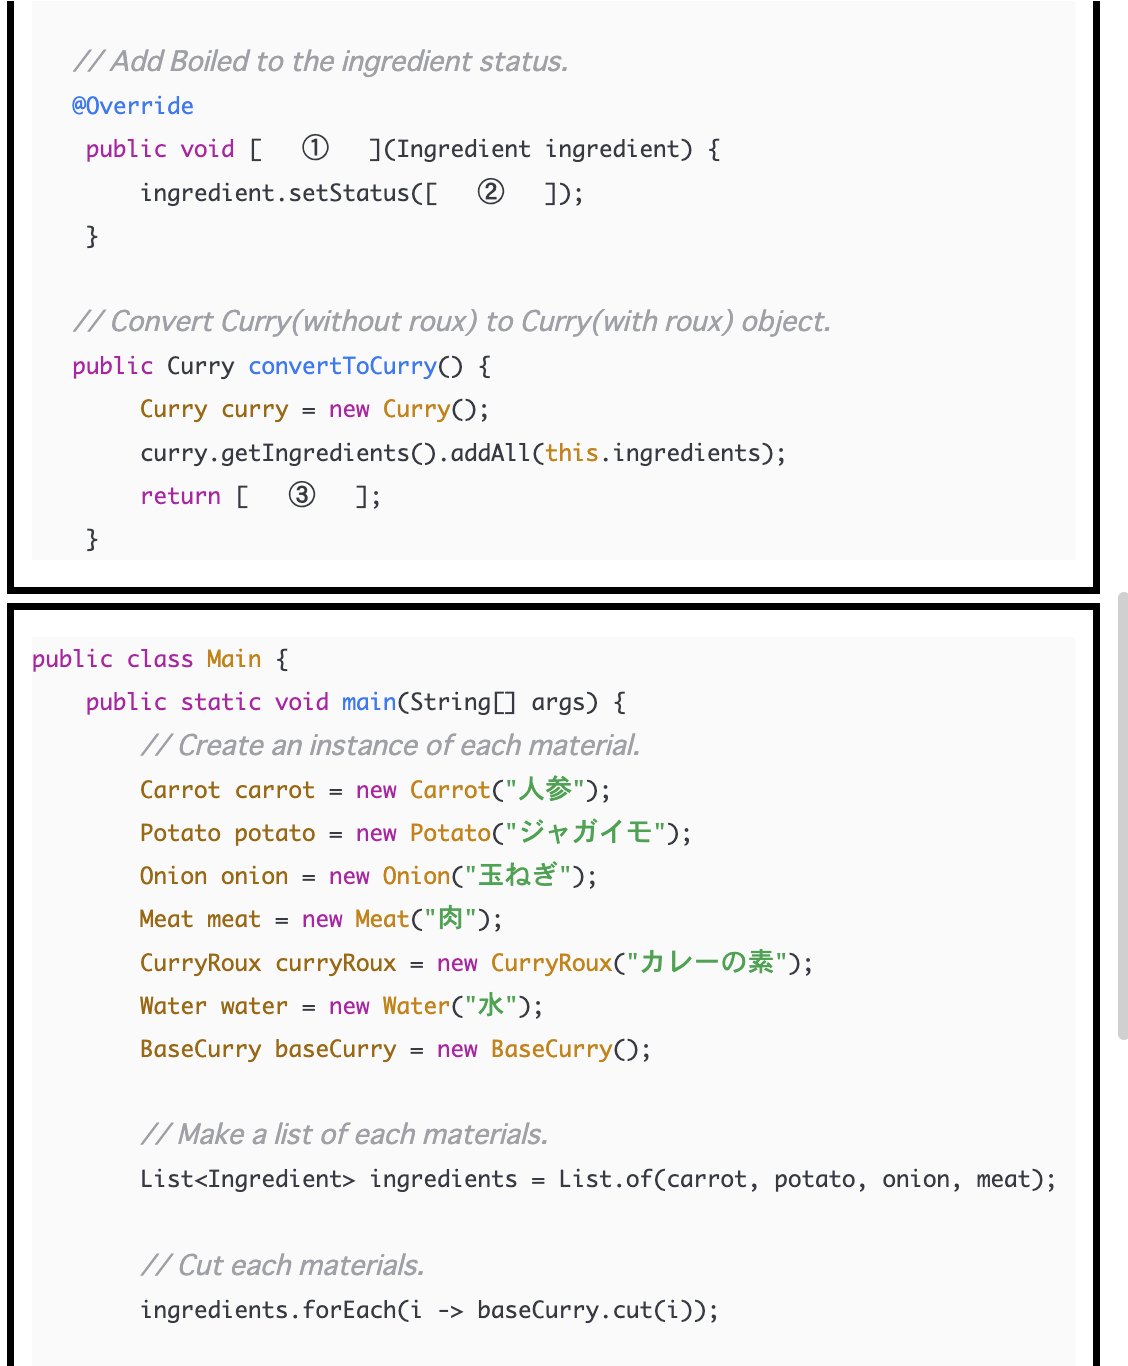 // Add Boiled to the ingredient status.
@Override
public void [ ① ](Ingredient ingredient) {
ingredient.setStatus([ ② ]);
}
// Convert Curry(without roux) to Curry(with roux) object.
public Curry convertToCurry() {
Curry curry = new Curry();
curry.getIngredients().addAll(this.ingredients);
return [ ③ ];
}
public class Main {
public static void main(String[] args) {
// Create an instance of each material.
Carrot carrot = new Carrot("人参");
Potato potato = new Potato("ジャガイモ");
Onion onion = new Onion("玉ねぎ");
Meat meat = new Meat("肉");
CurryRoux curryRoux = new CurryRoux("カレーの素");
Water water = new Water("水");
BaseCurry baseCurry = new BaseCurry();
// Make a list of each materials.
List<Ingredient> ingredients = List.of(carrot, potato, onion, meat);
// Cut each materials.
ingredients.forEach(i -> baseCurry.cut(i));